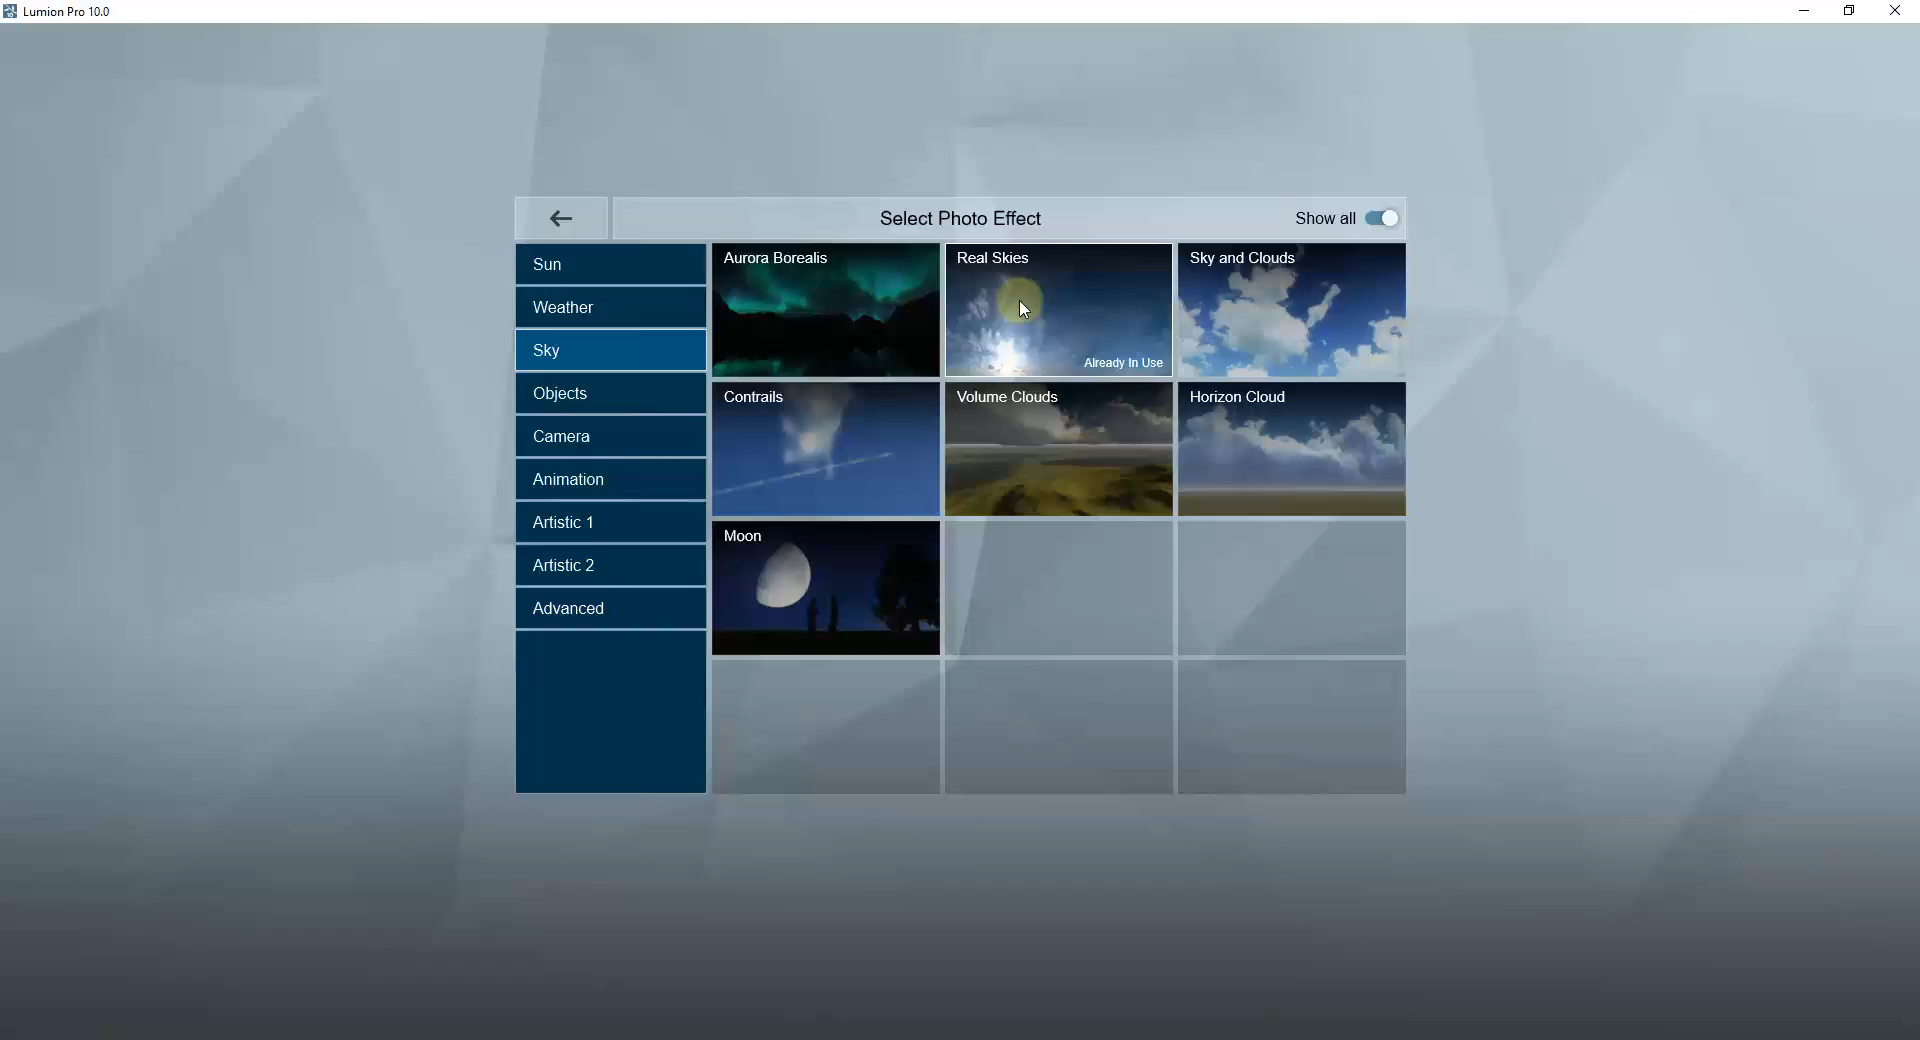 Lumion Pro 10.0
Select Photo Effect
Show all
Sun
Weather
Sky
Objects
Camera
Animation
Artistic 1
Artistic 2
Advanced
Aurora Borealis
Real Skies
Already In Use
Sky and Clouds
Contrails
Volume Clouds
Horizon Cloud
Moon